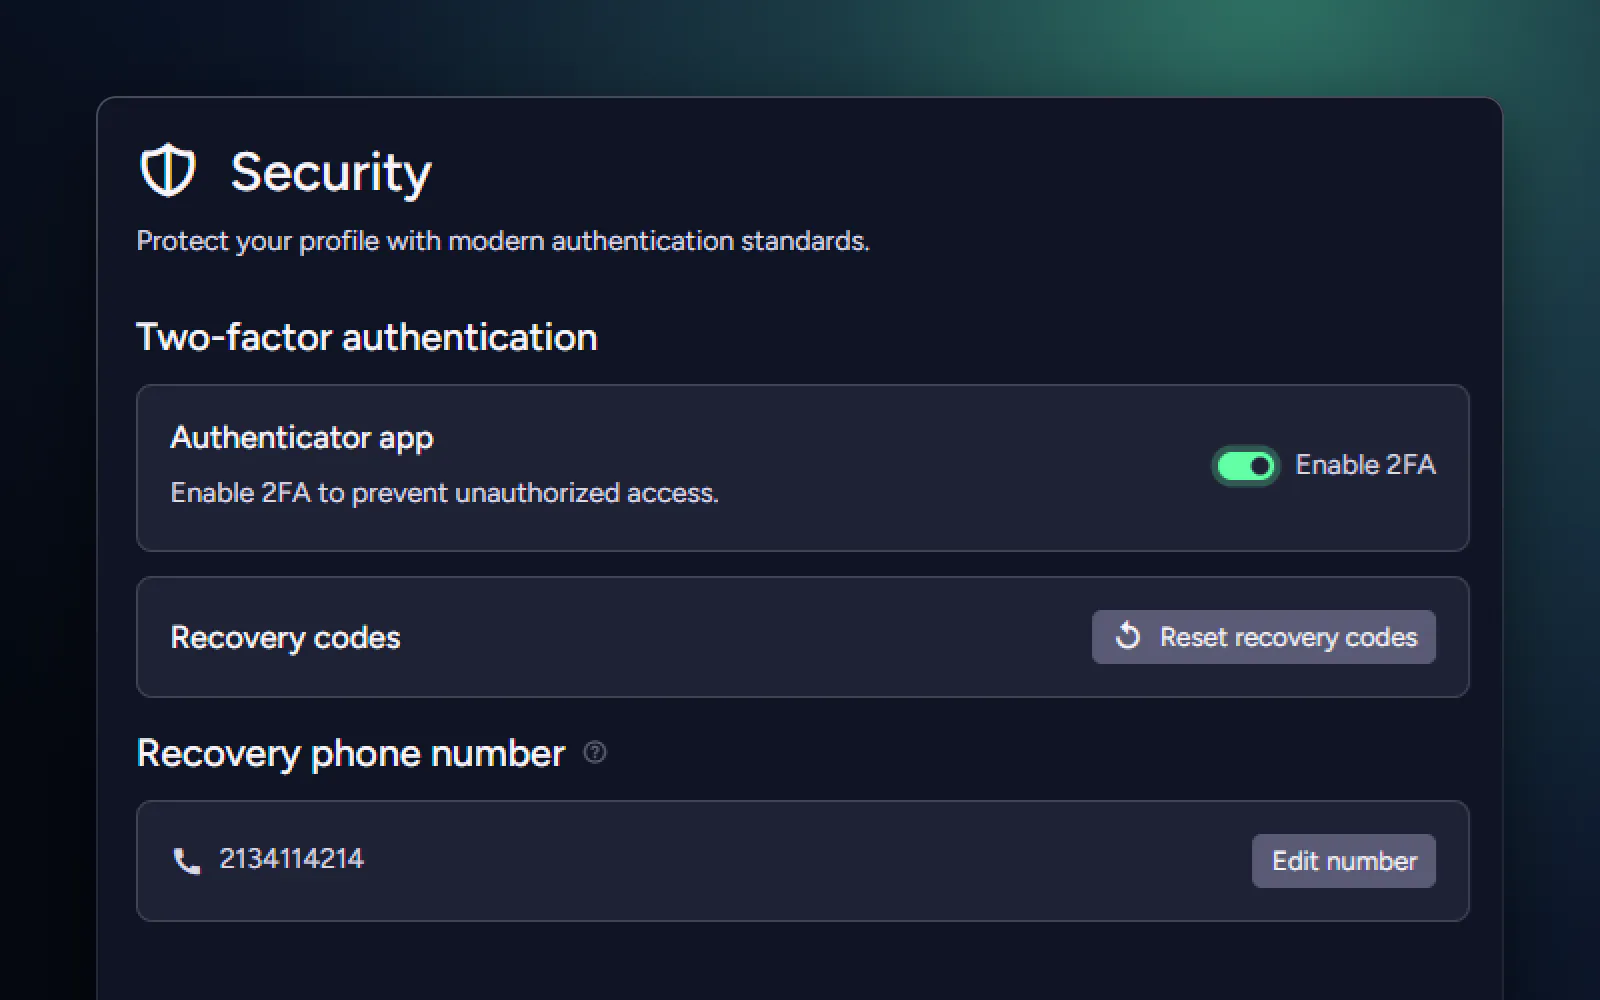 Security
Protect your profile with modern authentication standards.
Two-factor authentication
Authenticator app
Enable 2FA to prevent unauthorized access.
Enable 2FA
Recovery codes
Reset recovery codes
Recovery phone number ?
2134114214
Edit number